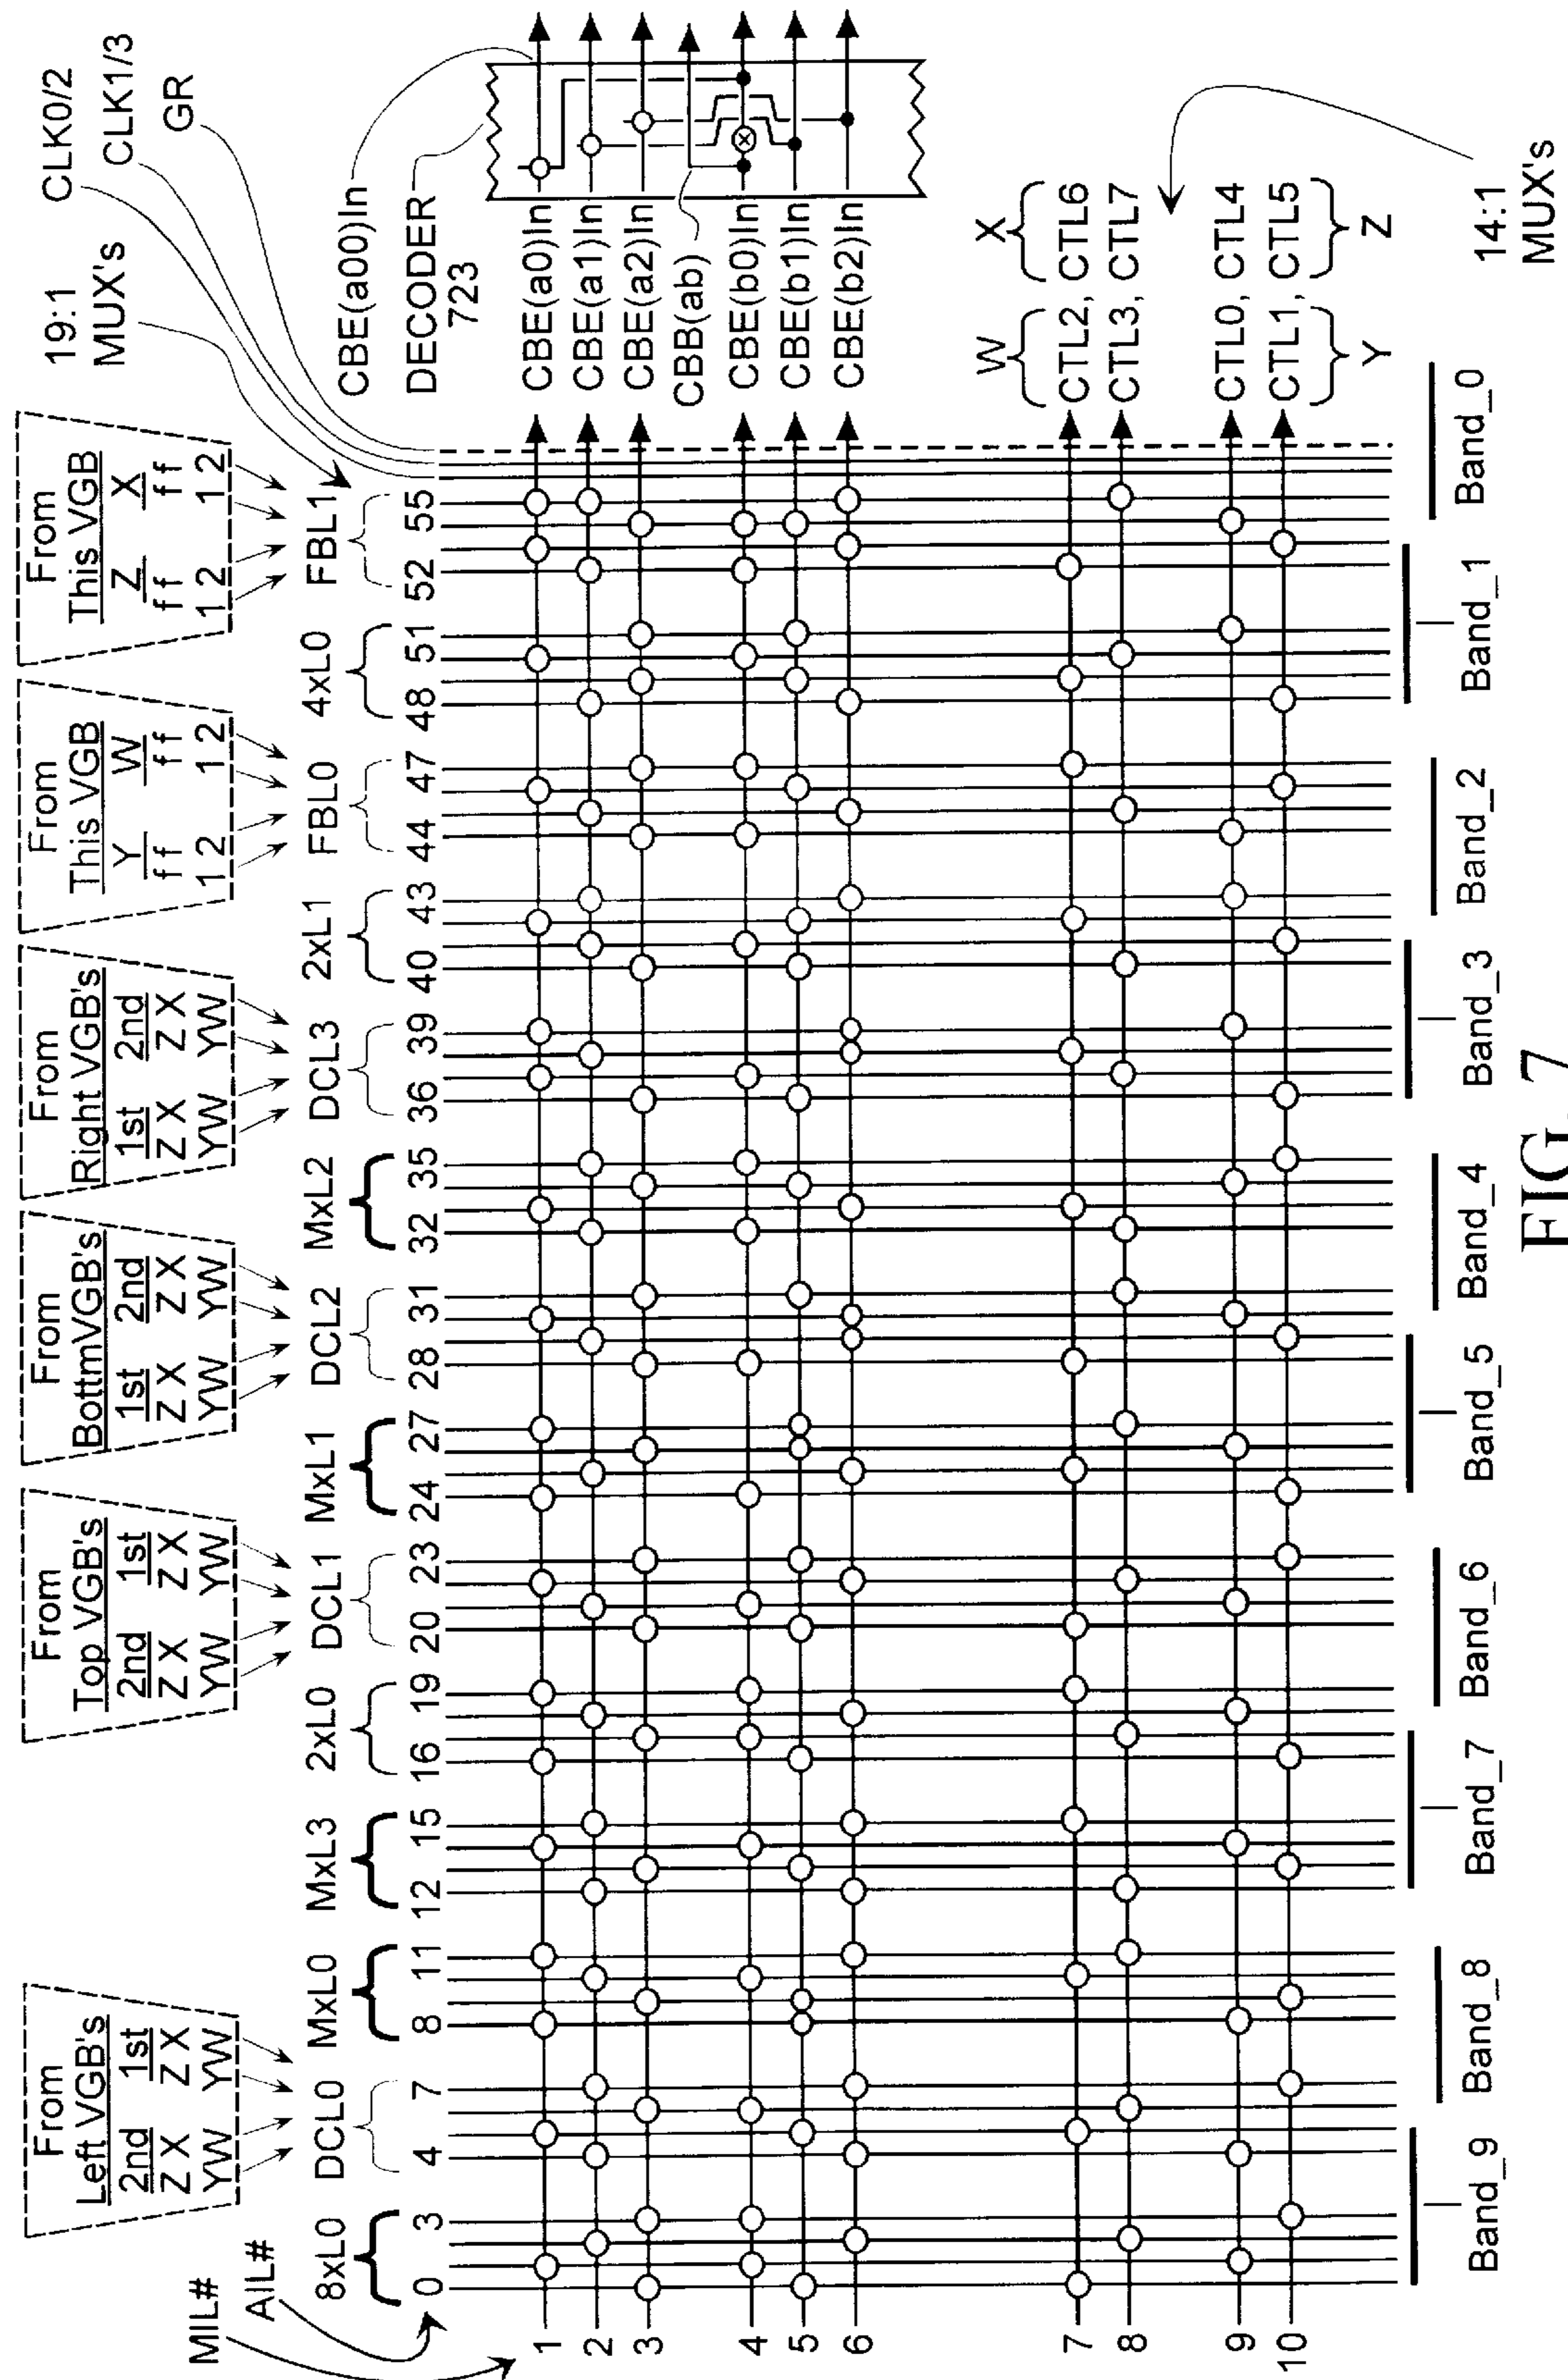 From
Left VGB's
2nd 1st
Z X Z X
YW YW
From
Top VGB's
2nd 1st
Z X Z X
YW YW
From
BottmVGB's
1st 2nd
Z X Z X
YW YW
From
Right VGB's
1st 2nd
Z X Z X
YW YW
From
This VGB
Y W
ff ff
1 2 1 2
From
This VGB
Z X
ff ff
1 2 1 2
19:1
MUX's
CLK0/2
CLK1/3
GR
MIL#
AIL#
8xL0 DCL0 MxL0 MxL3 2xL0 DCL1 MxL1 DCL2 MxL2 DCL3 2xL1 FBL0 4xL0 FBL1
0 3 4 7 8 11 12 15 16 19 20 23 24 27 28 31 32 35 36 39 40 43 44 47 48 51 52 55
CBE(a00)In
DECODER
723
1 CBE(a0)In
2 CBE(a1)In
3 CBE(a2)In
CBB(ab)
4 CBE(b0)In
5 CBE(b1)In
6 CBE(b2)In
W X
7 CTL2, CTL6
8 CTL3, CTL7
9 CTL0, CTL4
10 CTL1, CTL5
Y Z
14:1
MUX's
Band_9 Band_8 Band_7 Band_6 Band_5 Band_4 Band_3 Band_2 Band_1 Band_0
FIG. 7